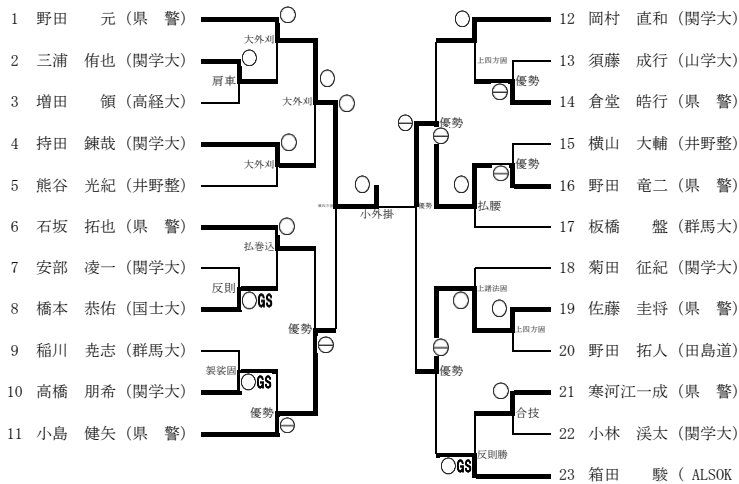 1 野田 元（県 警）
2 三浦 侑也（関学大）
3 増田 領（高経大）
4 持田 錬哉（関学大）
5 熊谷 光紀（井野整）
6 石坂 拓也（県 警）
7 安部 凌一（関学大）
8 橋本 恭佑（国士大）
9 稲川 尭志（群馬大）
10 高橋 朋希（関学大）
11 小島 健矢（県 警）
大外刈
肩車
大外刈
大外刈
払巻込
反則
GS
優勢
袈裟固
GS
優勢
小外掛
優勢
優勢
上四方固
優勢
優勢
払腰
上四方固
優勢
合技
反則勝
GS
12 岡村 直和（関学大）
13 須藤 成行（山学大）
14 倉堂 皓行（県 警）
15 横山 大輔（井野整）
16 野田 竜二（県 警）
17 板橋 盤（群馬大）
18 菊田 征紀（関学大）
19 佐藤 圭将（県 警）
20 野田 拓人（田島道）
21 寒河江一成（県 警）
22 小林 渓太（関学大）
23 箱田 駿（ ALSOK